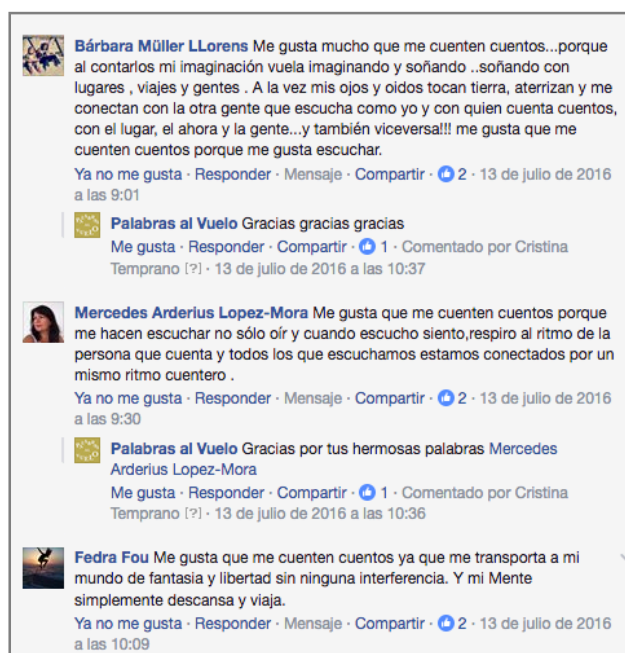 Bárbara Müller LLorens Me gusta mucho que me cuenten cuentos...porque
al contarlos mi imaginación vuela imaginando y soñando ..soñando con
lugares , viajes y gentes . A la vez mis ojos y oidos tocan tierra, aterrizan y me
conectan con la otra gente que escucha como yo y con quien cuenta cuentos,
con el lugar, el ahora y la gente...y también viceversa!!! me gusta que me
cuenten cuentos porque me gusta escuchar.
Ya no me gusta · Responder · Mensaje · Compartir · 2 · 13 de julio de 2016
a las 9:01
Palabras al Vuelo Gracias gracias gracias
Me gusta · Responder · Compartir · 1 · Comentado por Cristina
Temprano [?] · 13 de julio de 2016 a las 10:37
Mercedes Arderius Lopez-Mora Me gusta que me cuenten cuentos porque
me hacen escuchar no sólo oír y cuando escucho siento,respiro al ritmo de la
persona que cuenta y todos los que escuchamos estamos conectados por un
mismo ritmo cuentero .
Ya no me gusta · Responder · Mensaje · Compartir · 2 · 13 de julio de 2016
a las 9:30
Palabras al Vuelo Gracias por tus hermosas palabras Mercedes
Arderius Lopez-Mora
Me gusta · Responder · Compartir · 1 · Comentado por Cristina
Temprano [?] · 13 de julio de 2016 a las 10:36
Fedra Fou Me gusta que me cuenten cuentos ya que me transporta a mi
mundo de fantasia y libertad sin ninguna interferencia. Y mi Mente
simplemente descansa y viaja.
Ya no me gusta · Responder · Mensaje · Compartir · 2 · 13 de julio de 2016
a las 10:09